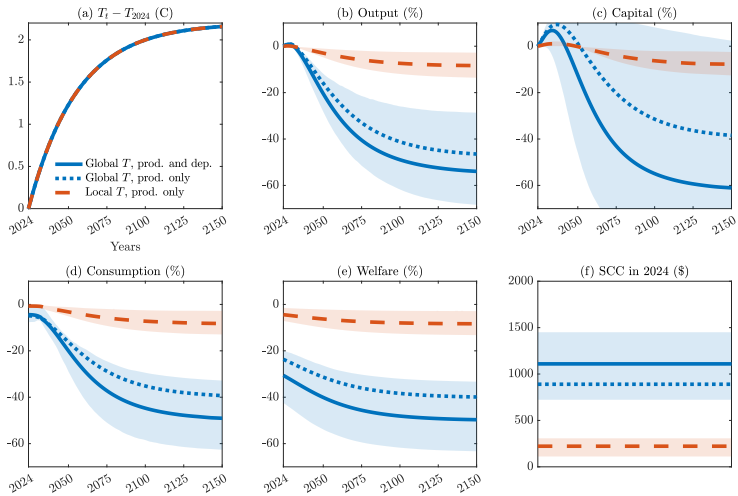 (a) Tₜ − T₂₀₂₄ (C)
2
1.5
1
0.5
0
Global T, prod. and dep.
Global T, prod. only
Local T, prod. only
2024 2050 2075 2100 2125 2150
Years
(b) Output (%)
0
-20
-40
-60
2024 2050 2075 2100 2125 2150
(c) Capital (%)
0
-20
-40
-60
2024 2050 2075 2100 2125 2150
(d) Consumption (%)
0
-20
-40
-60
2024 2050 2075 2100 2125 2150
(e) Welfare (%)
0
-20
-40
-60
2024 2050 2075 2100 2125 2150
(f) SCC in 2024 ($)
2000
1500
1000
500
0